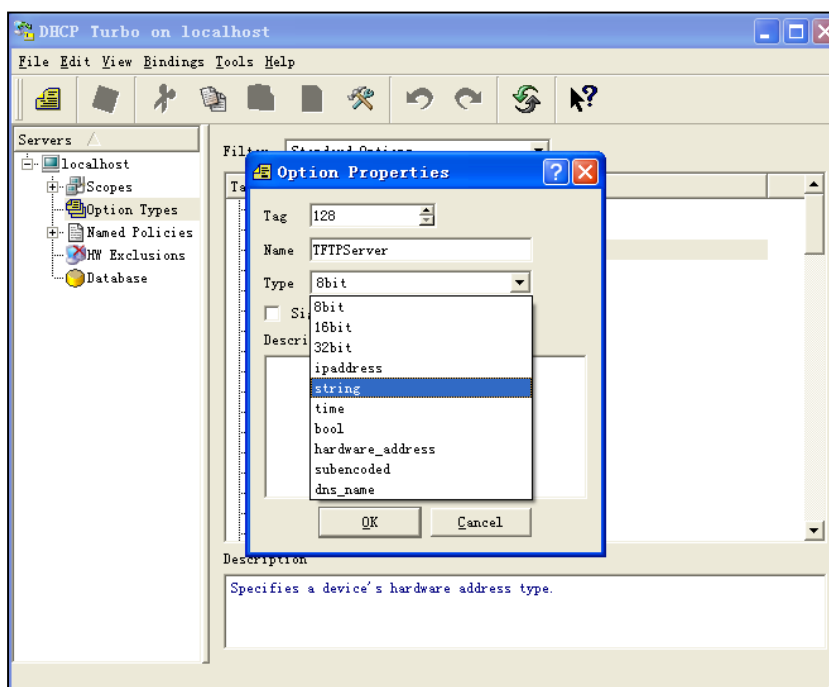 DHCP Turbo on localhost
File Edit View Bindings Tools Help
Servers
localhost
Scopes
Option Types
Named Policies
HW Exclusions
Database
Standard Options
Option Properties
Tag 128
Name TFTPServer
Type 8bit
8bit
16bit
32bit
ipaddress
string
time
bool
hardware_address
subencoded
dns_name
OK Cancel
Description
Specifies a device's hardware address type.